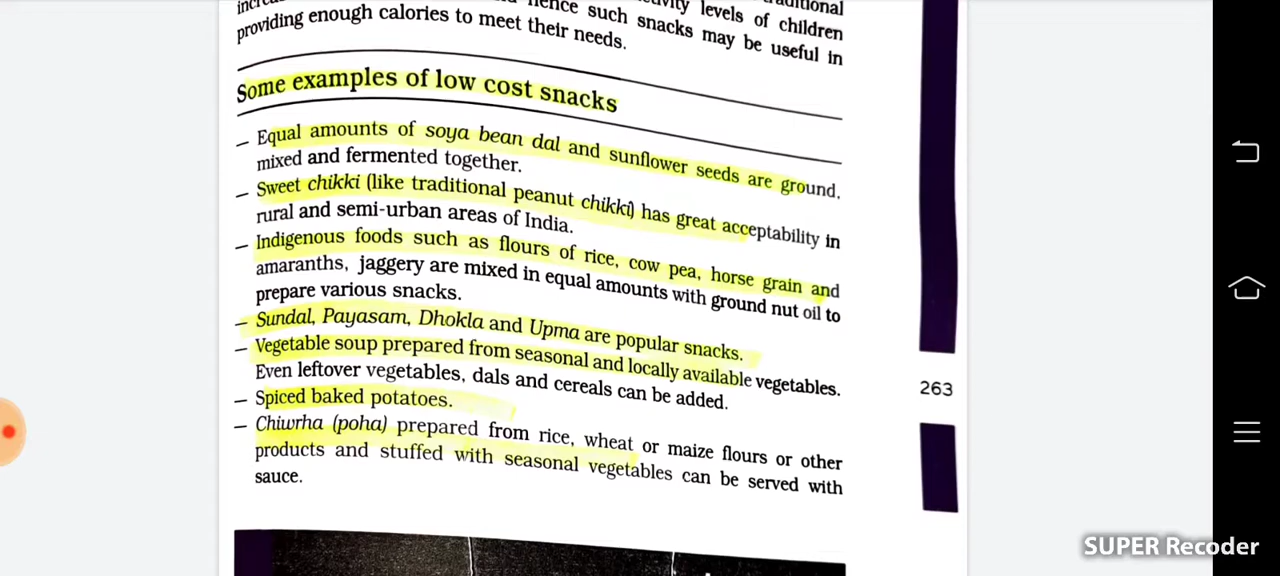 providing enough calories to meet their needs.
hence such snacks may be useful in
levels of children
Some examples of low cost snacks
– Equal amounts of soya bean dal and sunflower seeds are ground,
mixed and fermented together.
– Sweet chikki (like traditional peanut chikki) has great acceptability in
rural and semi-urban areas of India.
– Indigenous foods such as flours of rice, cow pea, horse grain and
amaranths, jaggery are mixed in equal amounts with ground nut oil to
prepare various snacks.
– Sundal, Payasam, Dhokla and Upma are popular snacks.
– Vegetable soup prepared from seasonal and locally available vegetables.
Even leftover vegetables, dals and cereals can be added.
– Spiced baked potatoes.
– Chiwrha (poha) prepared from rice, wheat or maize flours or other
products and stuffed with seasonal vegetables can be served with
sauce.
263
SUPER Recorder